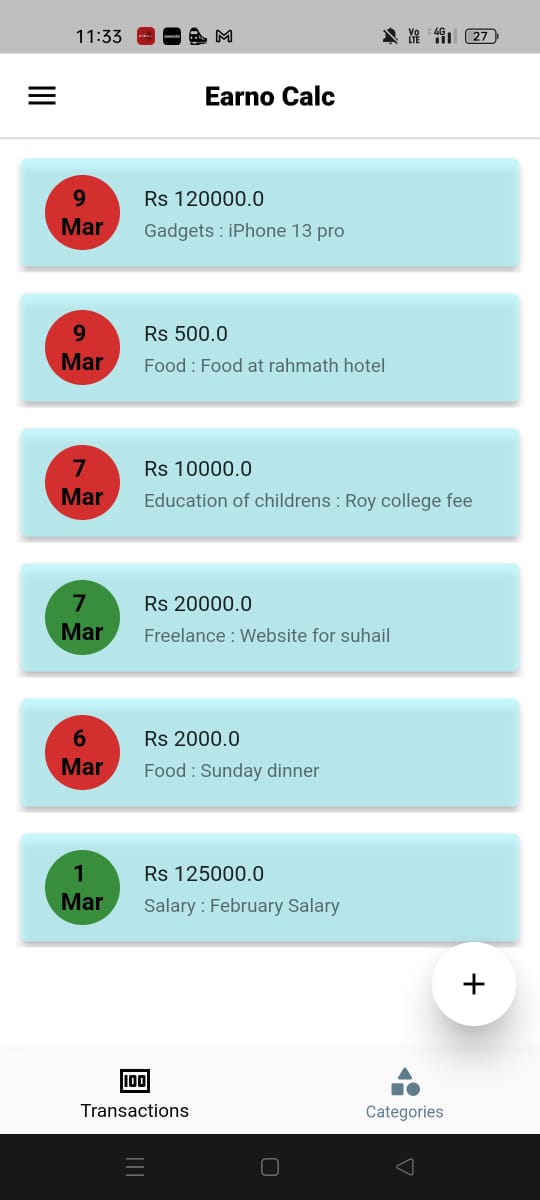 11:33
Vo
LTE
4G
27
Earno Calc
9
Mar
Rs 120000.0
Gadgets : iPhone 13 pro
9
Mar
Rs 500.0
Food : Food at rahmath hotel
7
Mar
Rs 10000.0
Education of childrens : Roy college fee
7
Mar
Rs 20000.0
Freelance : Website for suhail
6
Mar
Rs 2000.0
Food : Sunday dinner
1
Mar
Rs 125000.0
Salary : February Salary
+
100
Transactions
Categories